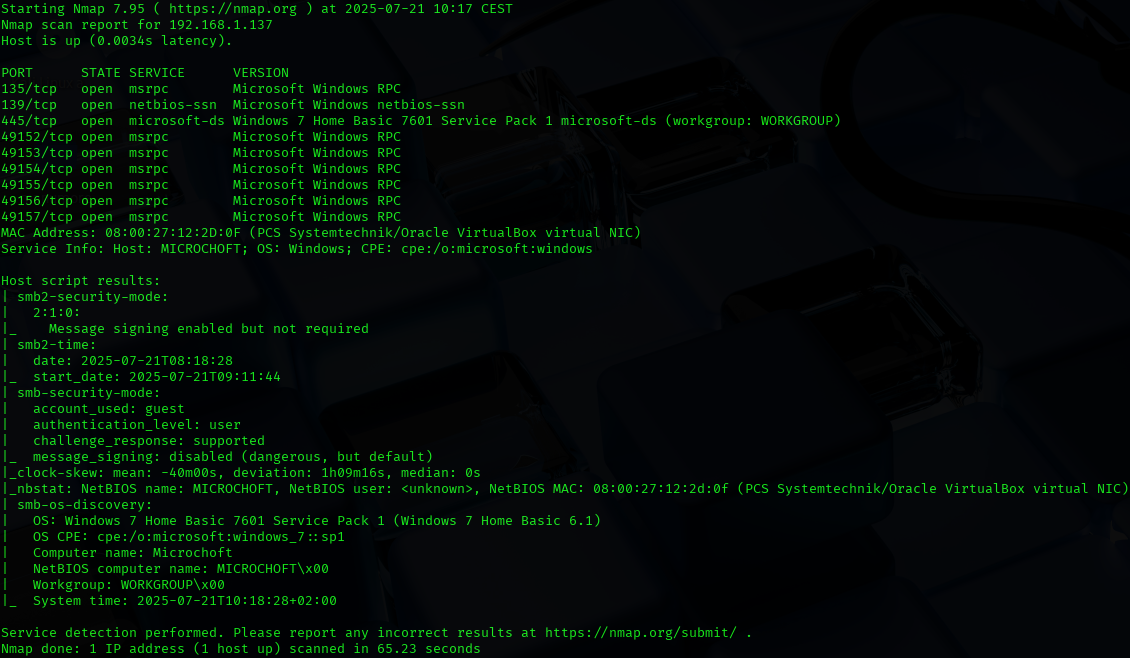 Starting Nmap 7.95 ( https://nmap.org ) at 2025-07-21 10:17 CEST
Nmap scan report for 192.168.1.137
Host is up (0.0034s latency).

PORT      STATE SERVICE      VERSION
135/tcp   open  msrpc        Microsoft Windows RPC
139/tcp   open  netbios-ssn  Microsoft Windows netbios-ssn
445/tcp   open  microsoft-ds Windows 7 Home Basic 7601 Service Pack 1 microsoft-ds (workgroup: WORKGROUP)
49152/tcp open  msrpc        Microsoft Windows RPC
49153/tcp open  msrpc        Microsoft Windows RPC
49154/tcp open  msrpc        Microsoft Windows RPC
49155/tcp open  msrpc        Microsoft Windows RPC
49156/tcp open  msrpc        Microsoft Windows RPC
49157/tcp open  msrpc        Microsoft Windows RPC
MAC Address: 08:00:27:12:2D:0F (PCS Systemtechnik/Oracle VirtualBox virtual NIC)
Service Info: Host: MICROCHOFT; OS: Windows; CPE: cpe:/o:microsoft:windows

Host script results:
| smb2-security-mode:
|   2:1:0:
|_    Message signing enabled but not required
| smb2-time:
|   date: 2025-07-21T08:18:28
|_  start_date: 2025-07-21T09:11:44
| smb-security-mode:
|   account_used: guest
|   authentication_level: user
|   challenge_response: supported
|_  message_signing: disabled (dangerous, but default)
|_clock-skew: mean: -40m00s, deviation: 1h09m16s, median: 0s
|_nbstat: NetBIOS name: MICROCHOFT, NetBIOS user: <unknown>, NetBIOS MAC: 08:00:27:12:2d:0f (PCS Systemtechnik/Oracle VirtualBox virtual NIC)
| smb-os-discovery:
|   OS: Windows 7 Home Basic 7601 Service Pack 1 (Windows 7 Home Basic 6.1)
|   OS CPE: cpe:/o:microsoft:windows_7::sp1
|   Computer name: Microchoft
|   NetBIOS computer name: MICROCHOFT\x00
|   Workgroup: WORKGROUP\x00
|_  System time: 2025-07-21T10:18:28+02:00

Service detection performed. Please report any incorrect results at https://nmap.org/submit/ .
Nmap done: 1 IP address (1 host up) scanned in 65.23 seconds